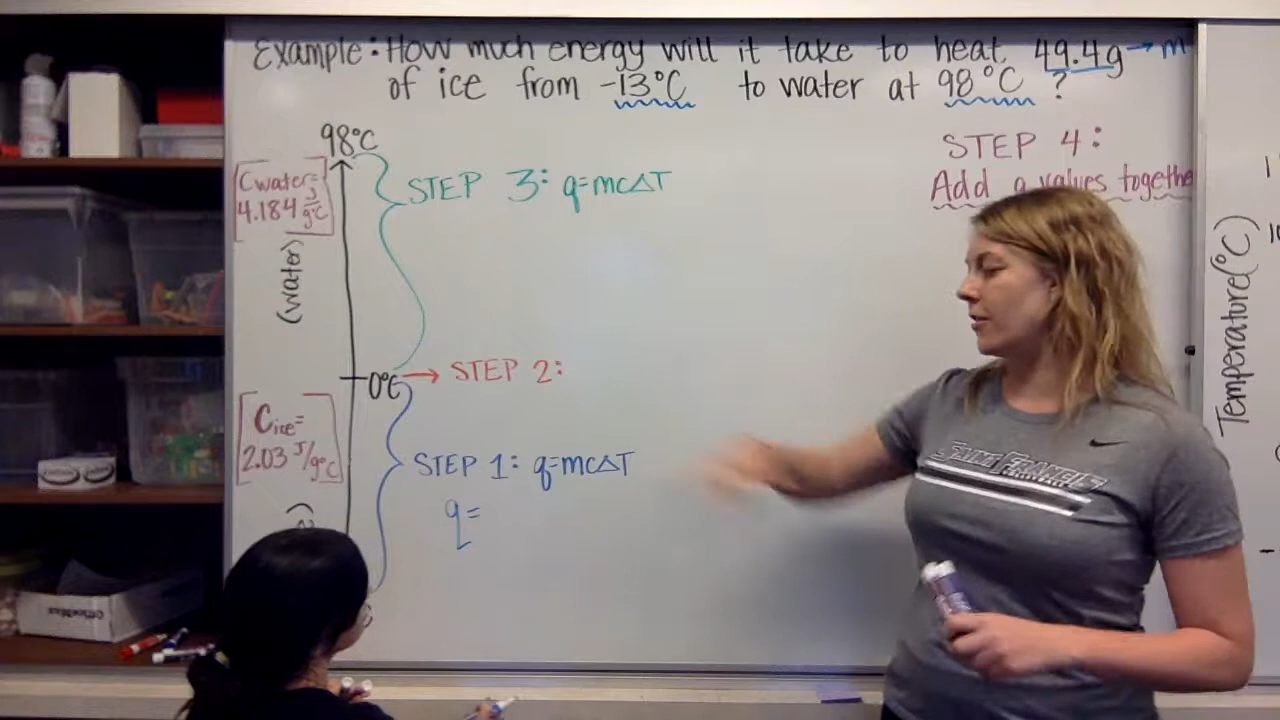 Example: How much energy will it take to heat 49.4g → m
of ice from -13°C to water at 98°C ?
98°C
STEP 4:
Add q values togethe
Cwater=
4.184 J/g°C
STEP 3: q=mcΔT
(water)
0°C → STEP 2:
Cice=
2.03 J/g°C
STEP 1: q=mcΔT
q=
Temperature(°C)
SAINT FRANCIS